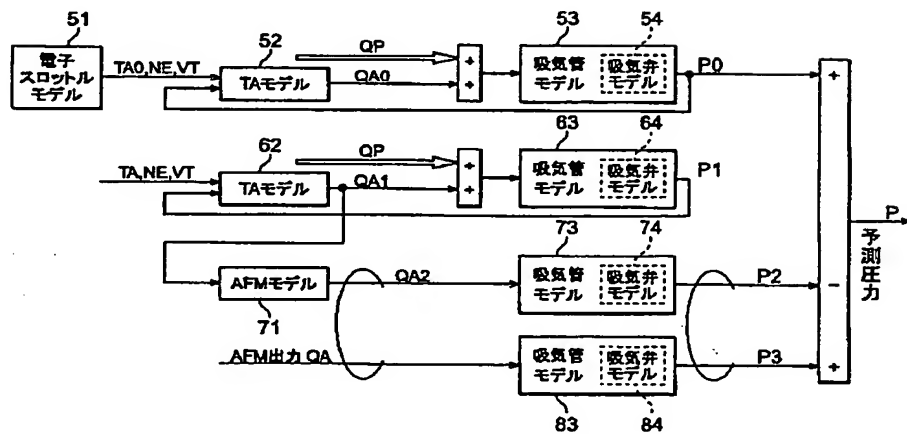 51
電子
スロットル
モデル
TA0,NE,VT
52
TAモデル
QP
QA0
+
+
53
吸気管
モデル
54
吸気弁
モデル
P0
+
62
TA,NE,VT
TAモデル
QP
QA1
+
+
63
吸気管
モデル
64
吸気弁
モデル
P1
P
予測圧力
AFMモデル
71
QA2
73
吸気管
モデル
74
吸気弁
モデル
P2
−
AFM出力 QA
吸気管
モデル
83
吸気弁
モデル
84
P3
+